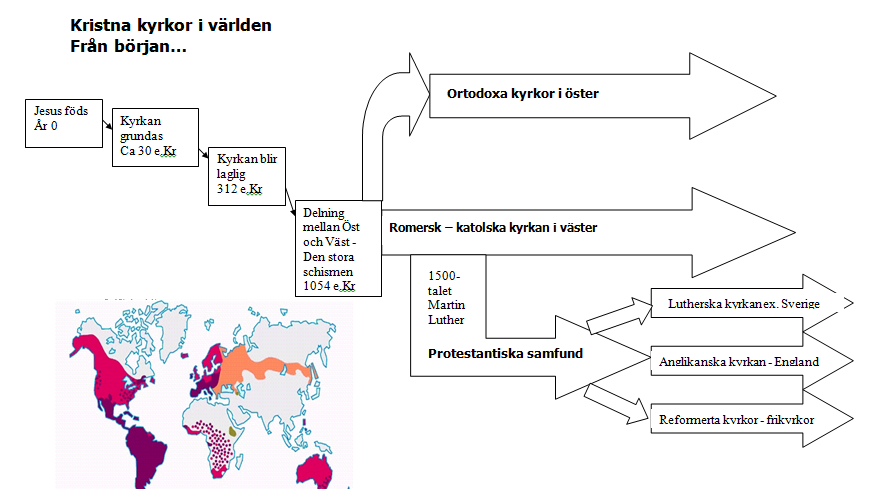 Kristna kyrkor i världen
Från början...
Jesus föds
År 0
Kyrkan
grundas
Ca 30 e.Kr
Kyrkan blir
laglig
312 e.Kr
Delning
mellan Öst
och Väst -
Den stora
schismen
1054 e.Kr
Ortodoxa kyrkor i öster
Romersk – katolska kyrkan i väster
1500-
talet
Martin
Luther
Protestantiska samfund
Lutherska kyrkan ex. Sverige
Anglikanska kyrkan - England
Reformerta kyrkor - frikyrkor